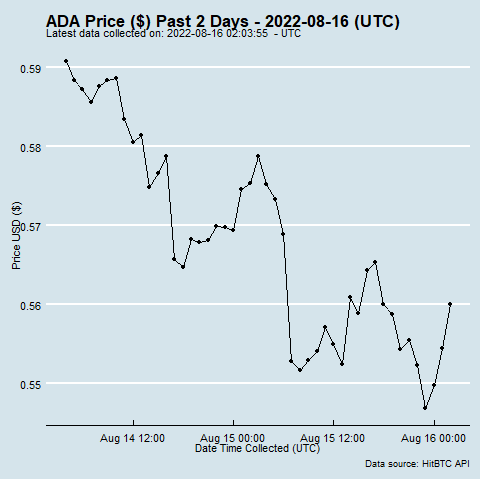 ADA Price ($) Past 2 Days - 2022-08-16 (UTC)
Latest data collected on: 2022-08-16 02:03:55 - UTC
Price USD ($)
0.59
0.58
0.57
0.56
0.55
Aug 14 12:00 Aug 15 00:00 Aug 15 12:00 Aug 16 00:00
Date Time Collected (UTC)
Data source: HitBTC API